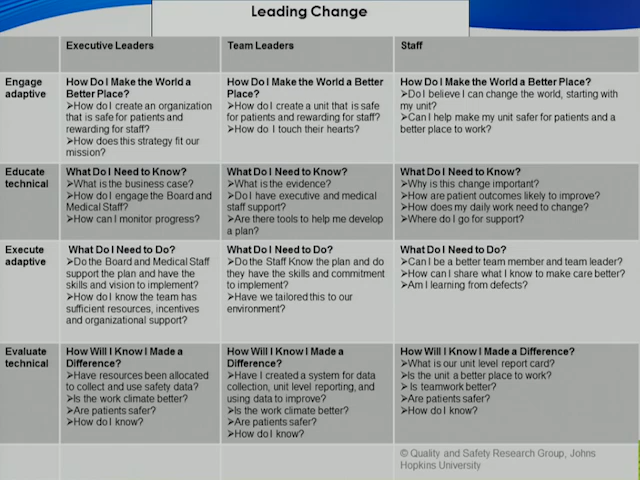 Leading Change
Executive Leaders
Team Leaders
Staff
Engage
adaptive
How Do I Make the World a
Better Place?
➢How do I create an organization
that is safe for patients and
rewarding for staff?
➢How does this strategy fit our
mission?
How Do I Make the World a Better
Place?
➢How do I create a unit that is safe
for patients and rewarding for staff?
➢How do I touch their hearts?
How Do I Make the World a Better Place?
➢Do I believe I can change the world, starting with
my unit?
➢Can I help make my unit safer for patients and a
better place to work?
Educate
technical
What Do I Need to Know?
➢What is the business case?
➢How do I engage the Board and
Medical Staff?
➢How can I monitor progress?
What Do I Need to Know?
➢What is the evidence?
➢Do I have executive and medical
staff support?
➢Are there tools to help me develop
a plan?
What Do I Need to Know?
➢Why is this change important?
➢How are patient outcomes likely to improve?
➢How does my daily work need to change?
➢Where do I go for support?
Execute
adaptive
What Do I Need to Do?
➢Do the Board and Medical Staff
support the plan and have the
skills and vision to implement?
➢How do I know the team has
sufficient resources, incentives
and organizational support?
What Do I Need to Do?
➢Do the Staff Know the plan and do
they have the skills and commitment
to implement?
➢Have we tailored this to our
environment?
What Do I Need to Do?
➢Can I be a better team member and team leader?
➢How can I share what I know to make care better?
➢Am I learning from defects?
Evaluate
technical
How Will I Know I Made a
Difference?
➢Have resources been allocated
to collect and use safety data?
➢Is the work climate better?
➢Are patients safer?
➢How do I know?
How Will I Know I Made a
Difference?
➢Have I created a system for data
collection, unit level reporting, and
using data to improve?
➢Is the work climate better?
➢Are patients safer?
➢How do I know?
How Will I Know I Made a Difference?
➢What is our unit level report card?
➢Is the unit a better place to work?
➢ Is teamwork better?
➢Are patients safer?
➢How do I know?
© Quality and Safety Research Group, Johns
Hopkins University